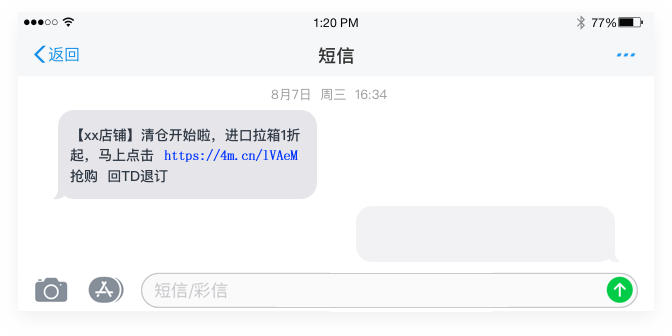 1:20 PM
77%
返回
短信
8月7日 周三 16:34
【xx店铺】清仓开始啦，进口拉箱1折
起，马上点击 https://4m.cn/lVAeM
抢购 回TD退订
短信/彩信